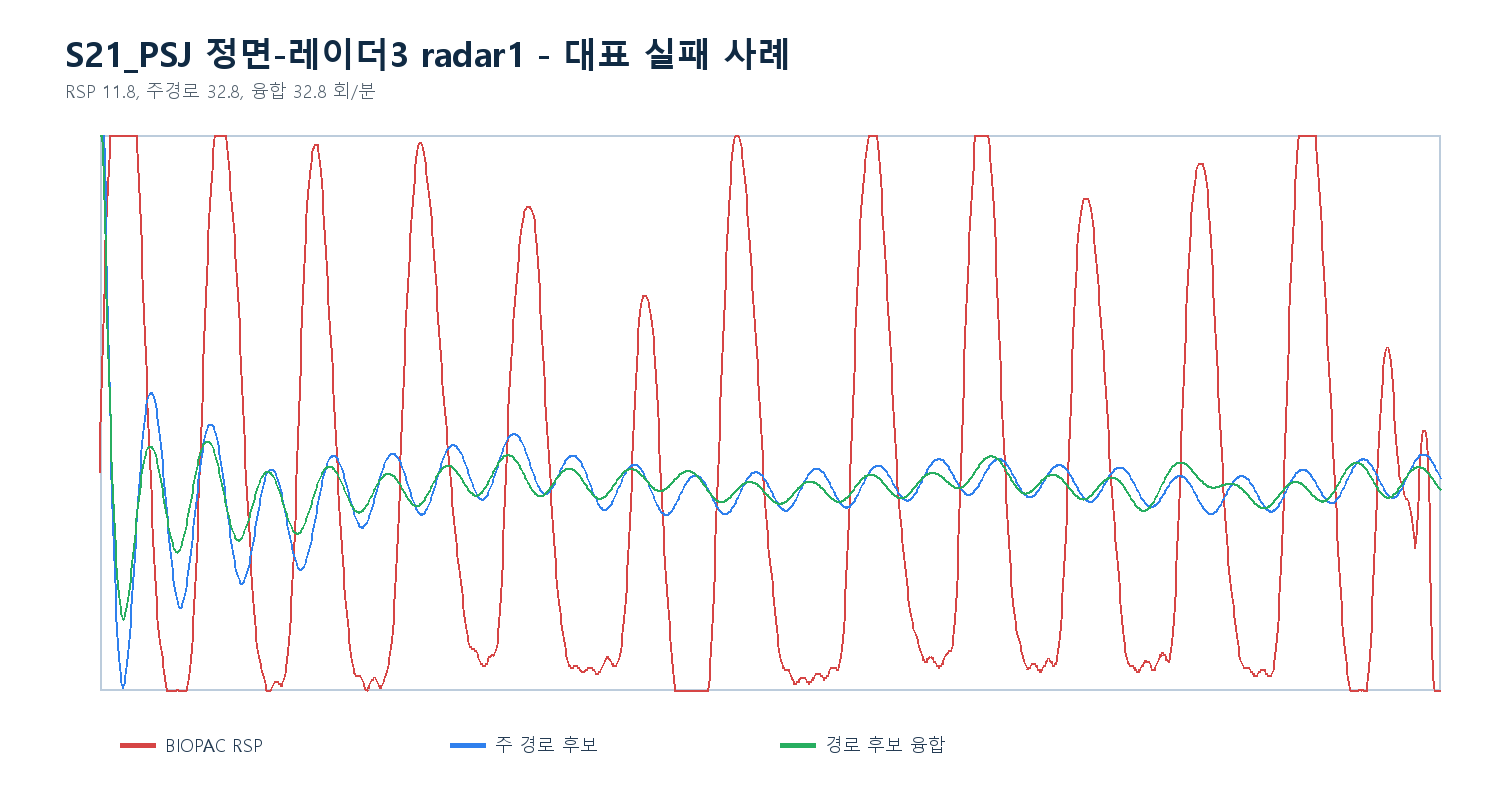 S21_PSJ 정면-레이더3 radar1 - 대표 실패 사례
RSP 11.8, 주경로 32.8, 융합 32.8 회/분
BIOPAC RSP
주 경로 후보
경로 후보 융합